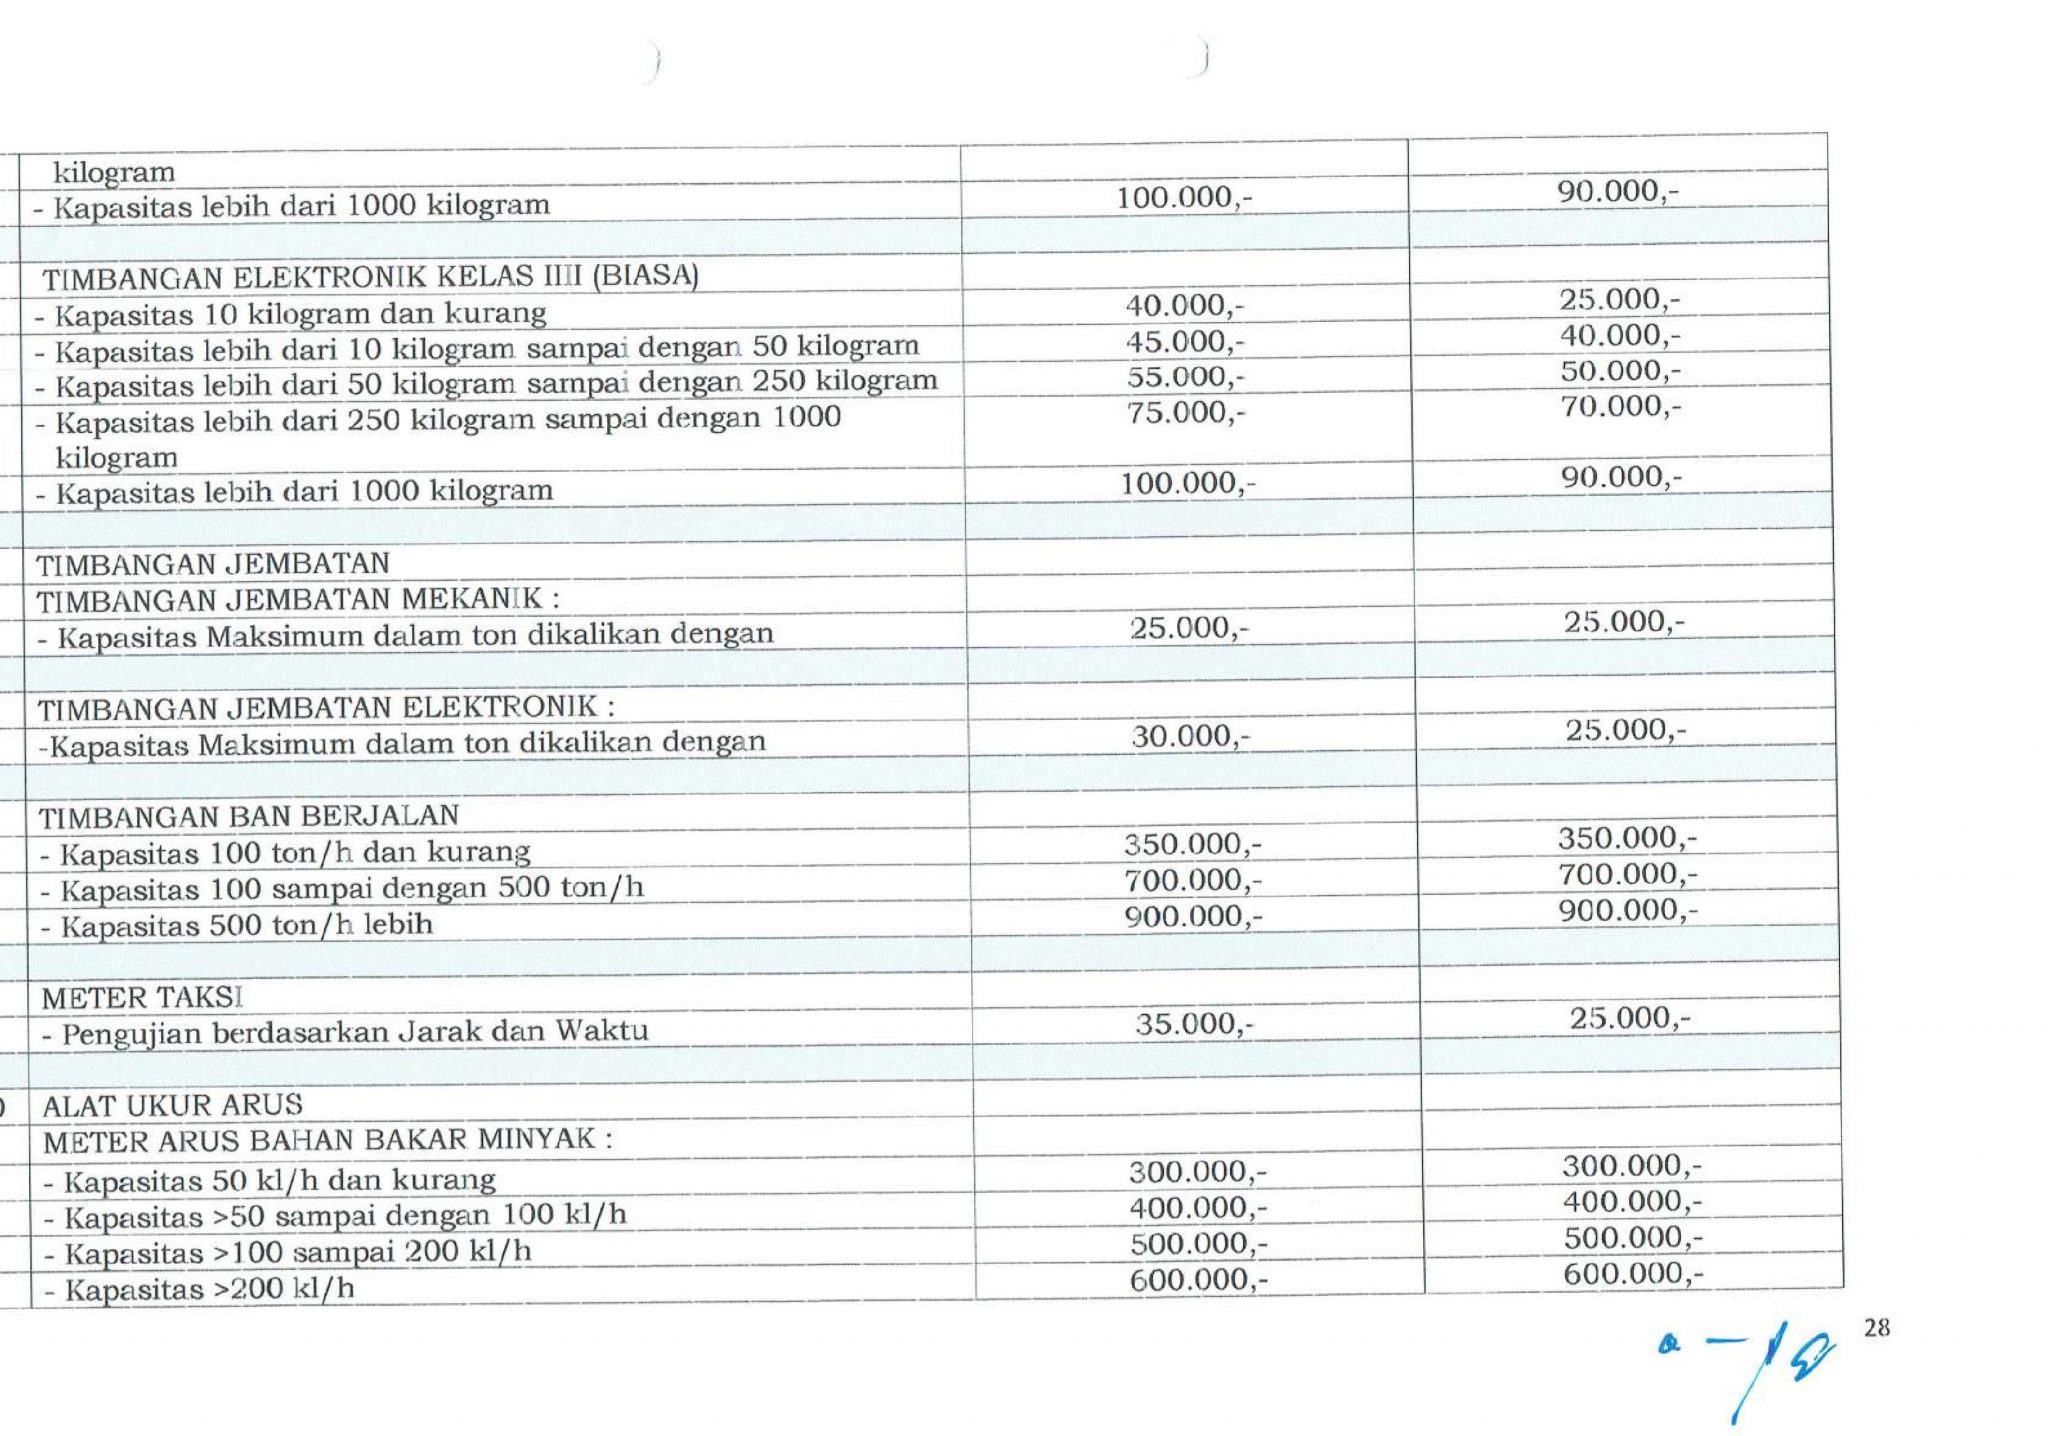 kilogram
- Kapasitas lebih dari 1000 kilogram 100.000,- 90.000,-
TIMBANGAN ELEKTRONIK KELAS IIII (BIASA)
- Kapasitas 10 kilogram dan kurang 40.000,- 25.000,-
- Kapasitas lebih dari 10 kilogram sampai dengan 50 kilogram 45.000,- 40.000,-
- Kapasitas lebih dari 50 kilogram sampai dengan 250 kilogram 55.000,- 50.000,-
- Kapasitas lebih dari 250 kilogram sampai dengan 1000 75.000,- 70.000,-
kilogram
- Kapasitas lebih dari 1000 kilogram 100.000,- 90.000,-
TIMBANGAN JEMBATAN
TIMBANGAN JEMBATAN MEKANIK :
- Kapasitas Maksimum dalam ton dikalikan dengan 25.000,- 25.000,-
TIMBANGAN JEMBATAN ELEKTRONIK :
-Kapasitas Maksimum dalam ton dikalikan dengan 30.000,- 25.000,-
TIMBANGAN BAN BERJALAN
- Kapasitas 100 ton/h dan kurang 350.000,- 350.000,-
- Kapasitas 100 sampai dengan 500 ton/h 700.000,- 700.000,-
- Kapasitas 500 ton/h lebih 900.000,- 900.000,-
METER TAKSI
- Pengujian berdasarkan Jarak dan Waktu 35.000,- 25.000,-
ALAT UKUR ARUS
METER ARUS BAHAN BAKAR MINYAK :
- Kapasitas 50 kl/h dan kurang 300.000,- 300.000,-
- Kapasitas >50 sampai dengan 100 kl/h 400.000,- 400.000,-
- Kapasitas >100 sampai 200 kl/h 500.000,- 500.000,-
- Kapasitas >200 kl/h 600.000,- 600.000,-
28